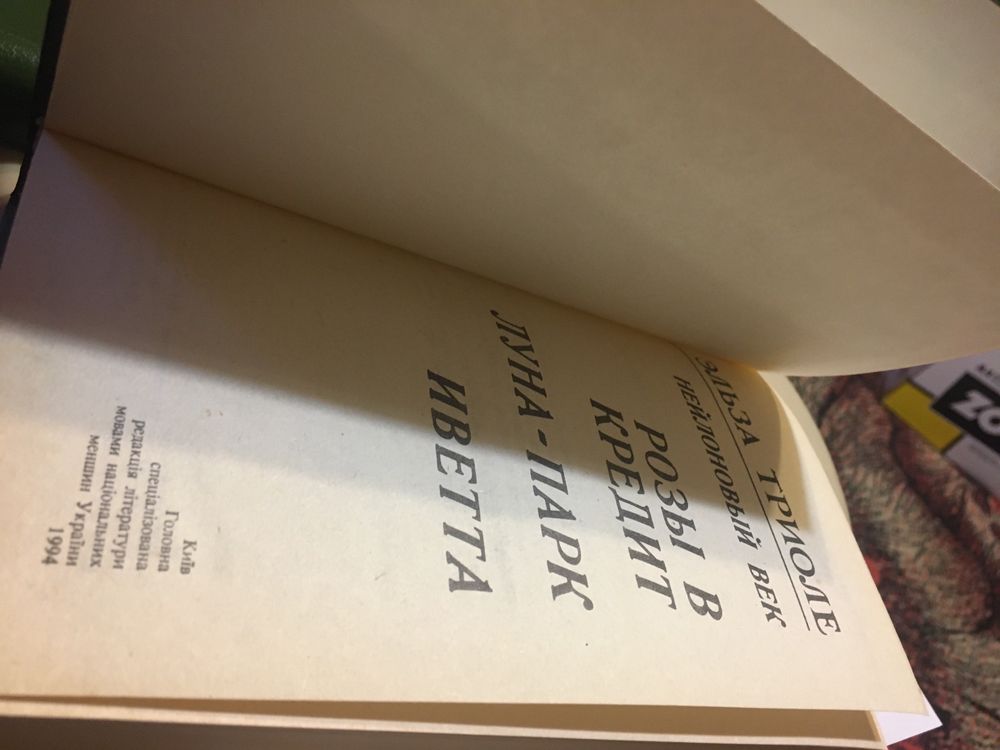 ЭЛЬЗА ТРИОЛЕ
НЕЙЛОНОВЫЙ ВЕК
РОЗЫ В
КРЕДИТ
ЛУНА-ПАРК
ИВЕТТА
Київ
Головна
спеціалізована
редакція літератури
мовами національних
меншин України
1994
ZO